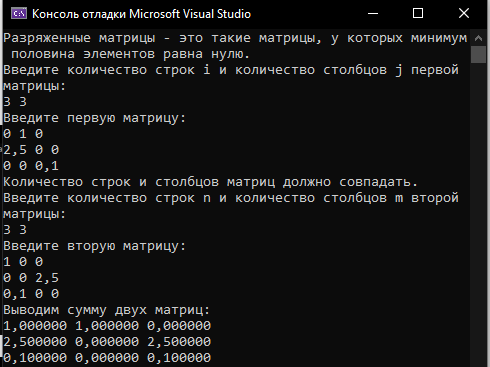 Консоль отладки Microsoft Visual Studio
Разряженные матрицы - это такие матрицы, у которых минимум
половина элементов равна нулю.
Введите количество строк i и количество столбцов j первой
матрицы:
3 3
Введите первую матрицу:
0 1 0
2,5 0 0
0 0 0,1
Количество строк и столбцов матриц должно совпадать.
Введите количество строк n и количество столбцов m второй
матрицы:
3 3
Введите вторую матрицу:
1 0 0
0 0 2,5
0,1 0 0
Выводим сумму двух матриц:
1,000000 1,000000 0,000000
2,500000 0,000000 2,500000
0,100000 0,000000 0,100000